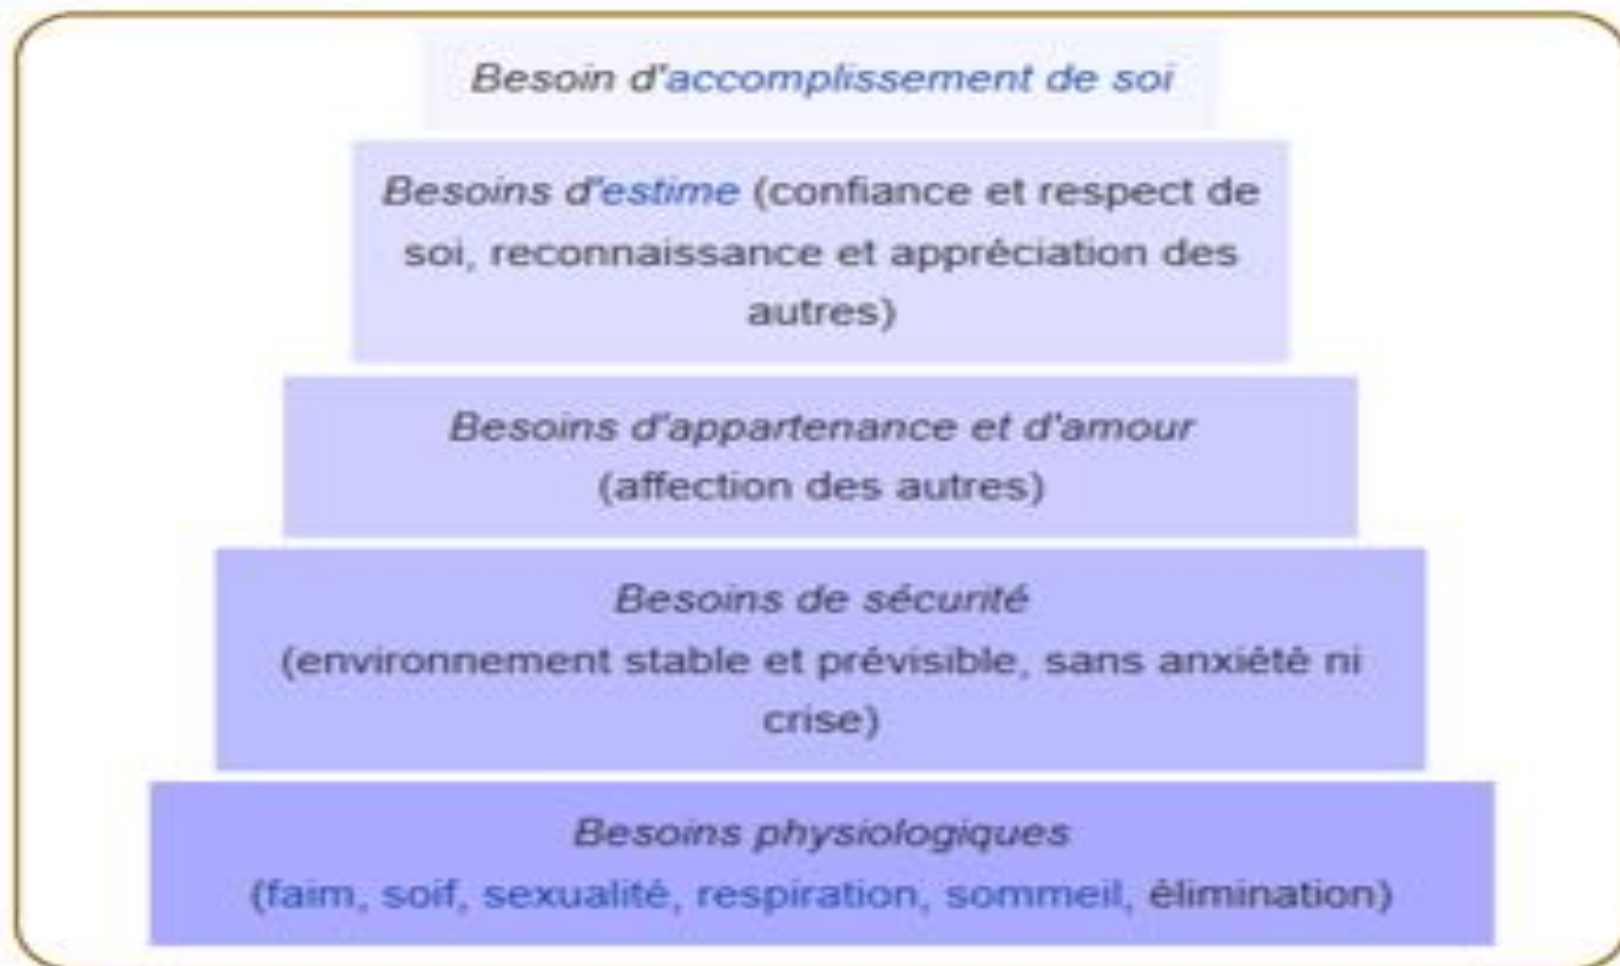 Besoin d'accomplissement de soi
Besoins d'estime (confiance et respect de
soi, reconnaissance et appréciation des
autres)
Besoins d'appartenance et d'amour
(affection des autres)
Besoins de sécurité
(environnement stable et prévisible, sans anxiété ni
crise)
Besoins physiologiques
(faim, soif, sexualité, respiration, sommeil, élimination)